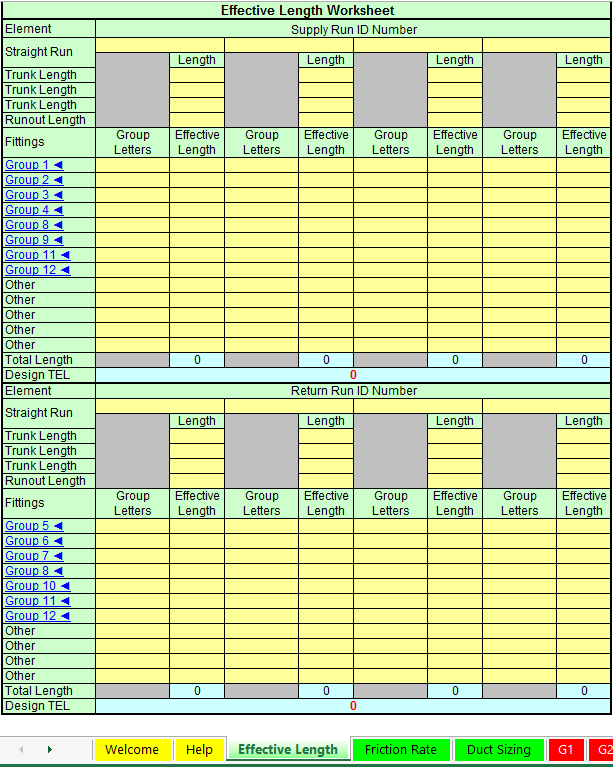 Effective Length Worksheet
Element Supply Run ID Number
Straight Run
Length Length Length Length
Trunk Length
Trunk Length
Trunk Length
Runout Length
Fittings Group Letters Effective Length Group Letters Effective Length Group Letters Effective Length Group Letters Effective Length
Group 1 ◄
Group 2 ◄
Group 3 ◄
Group 4 ◄
Group 8 ◄
Group 9 ◄
Group 11 ◄
Group 12 ◄
Other
Other
Other
Other
Other
Total Length 0 0 0 0
Design TEL 0
Element Return Run ID Number
Straight Run
Length Length Length Length
Trunk Length
Trunk Length
Trunk Length
Runout Length
Fittings Group Letters Effective Length Group Letters Effective Length Group Letters Effective Length Group Letters Effective Length
Group 5 ◄
Group 6 ◄
Group 7 ◄
Group 8 ◄
Group 10 ◄
Group 11 ◄
Group 12 ◄
Other
Other
Other
Other
Total Length 0 0 0 0
Design TEL 0
Welcome Help Effective Length Friction Rate Duct Sizing G1 G2